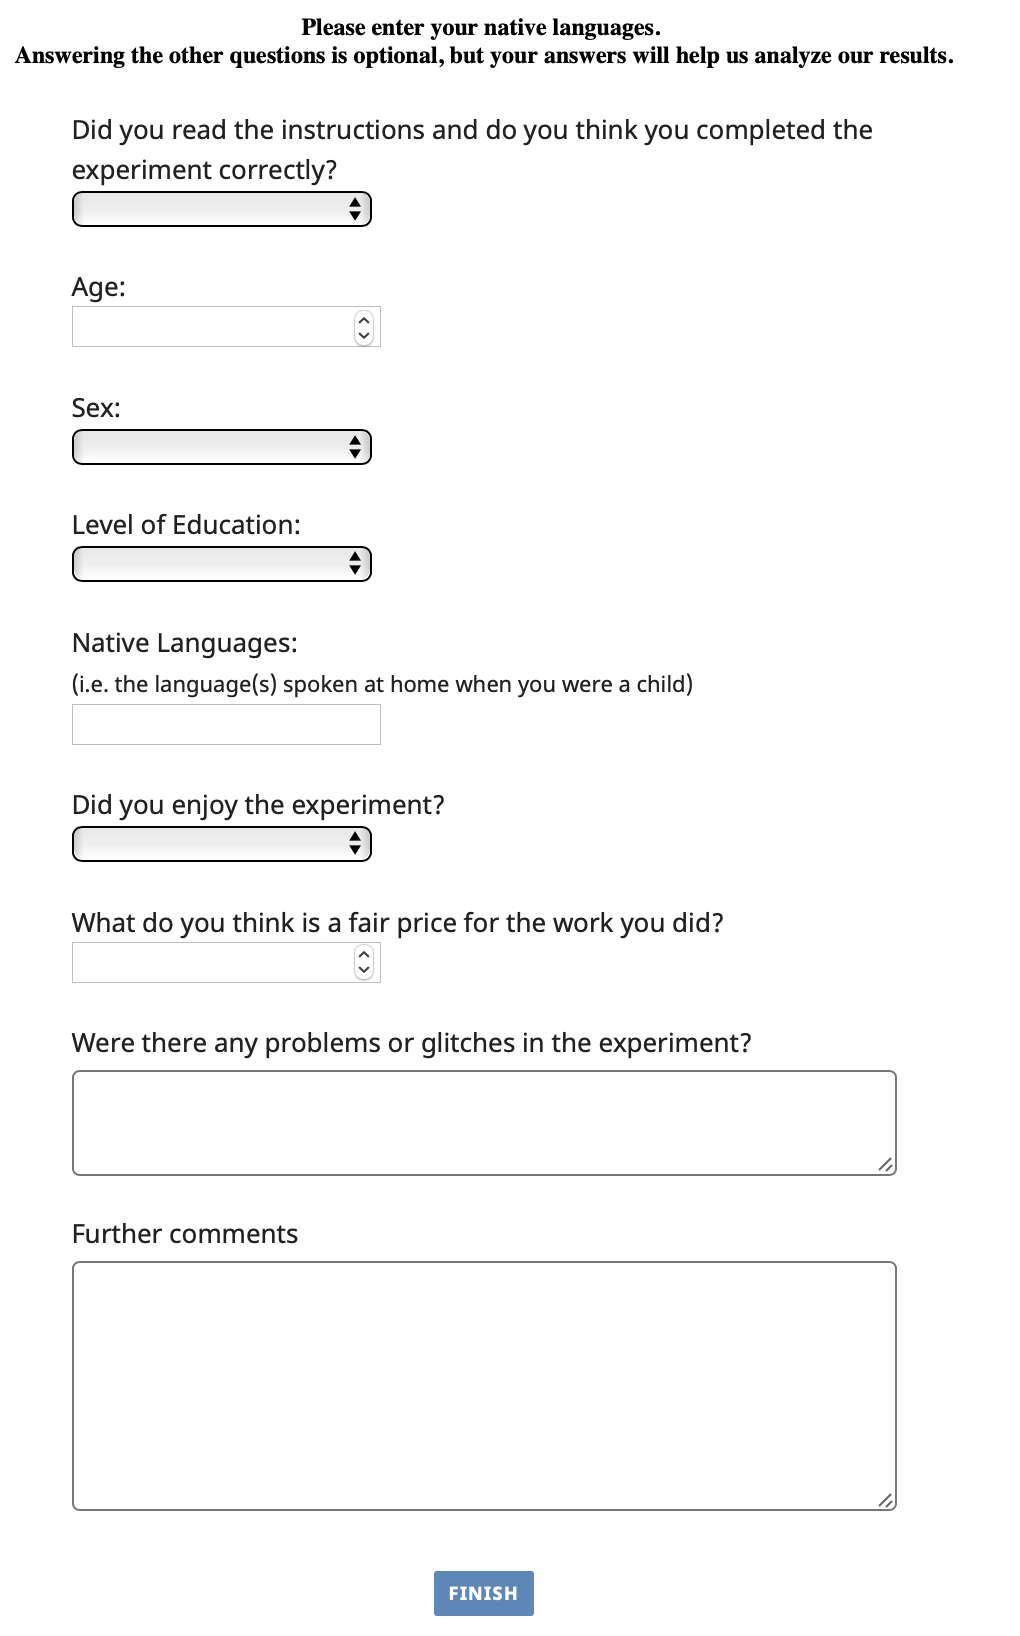 Please enter your native languages.
Answering the other questions is optional, but your answers will help us analyze our results.
Did you read the instructions and do you think you completed the
experiment correctly?
Age:
Sex:
Level of Education:
Native Languages:
(i.e. the language(s) spoken at home when you were a child)
Did you enjoy the experiment?
What do you think is a fair price for the work you did?
Were there any problems or glitches in the experiment?
Further comments
FINISH